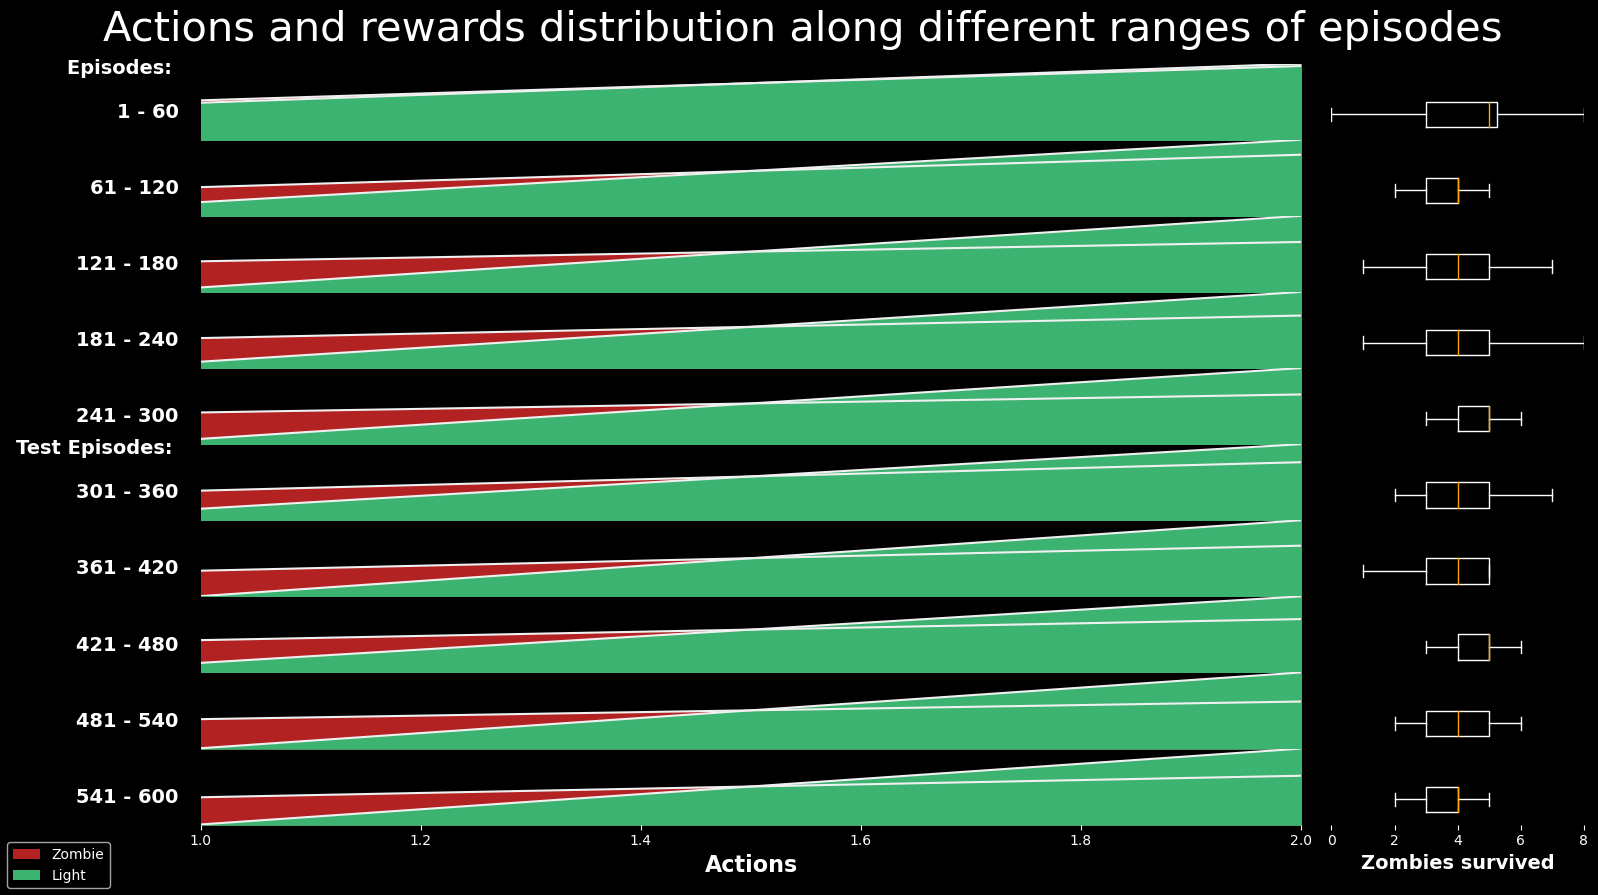 Actions and rewards distribution along different ranges of episodes
Episodes:
1 - 60
61 - 120
121 - 180
181 - 240
241 - 300
Test Episodes:
301 - 360
361 - 420
421 - 480
481 - 540
541 - 600
1.0 1.2 1.4 1.6 1.8 2.0
0 2 4 6 8
Actions
Zombies survived
Zombie
Light